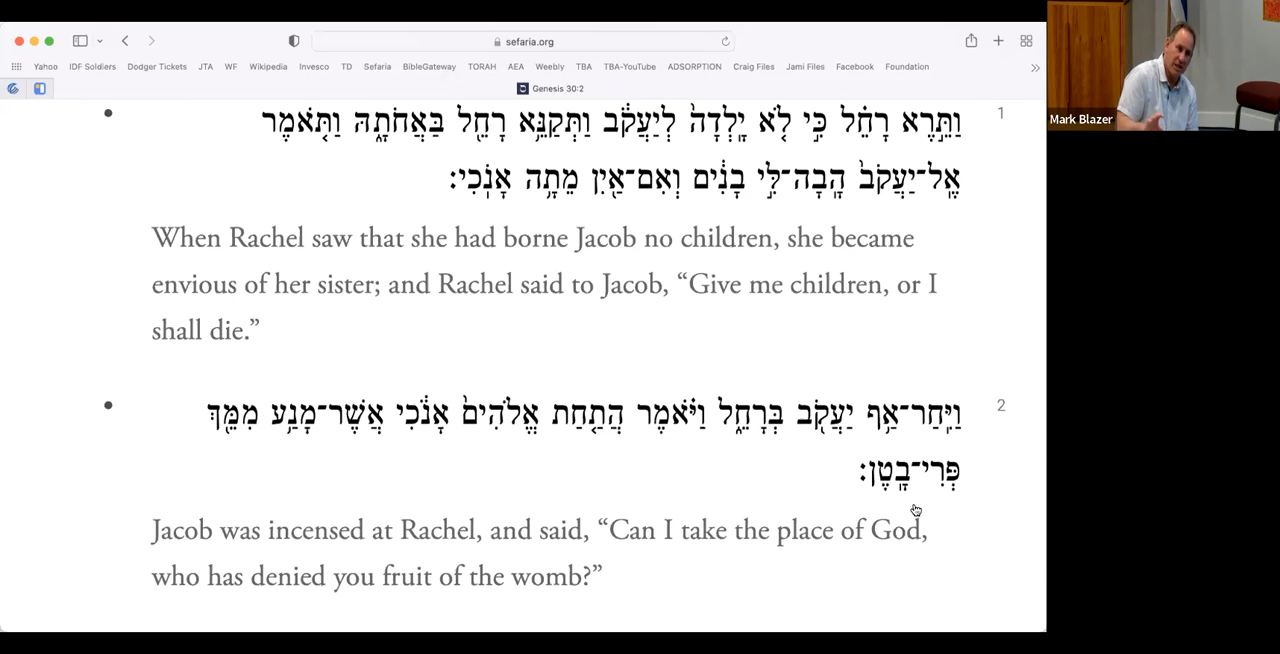 sefaria.org
Yahoo IDF Soldiers Dodger Tickets JTA WF Wikipedia Invesco TD Sefaria BibleGateway TORAH AEA Weebly TBA TBA-YouTube ADSORPTION Craig Files Jami Files Facebook Foundation
Genesis 30:2
Mark Blazer
1
וַתֵּ֣רֶא רָחֵ֗ל כִּ֣י לֹ֤א יָֽלְדָה֙ לְיַעֲקֹ֔ב וַתְּקַנֵּ֥א רָחֵ֖ל בַּאֲחֹתָ֑הּ וַתֹּ֤אמֶר
אֶֽל־יַעֲקֹב֙ הָֽבָה־לִּ֣י בָנִ֔ים וְאִם־אַ֖יִן מֵתָ֥ה אָנֹֽכִי׃
When Rachel saw that she had borne Jacob no children, she became
envious of her sister; and Rachel said to Jacob, “Give me children, or I
shall die.”
2
וַיִּֽחַר־אַ֥ף יַעֲקֹ֖ב בְּרָחֵ֑ל וַיֹּ֗אמֶר הֲתַ֤חַת אֱלֹהִים֙ אָנֹ֔כִי אֲשֶׁר־מָנַ֥ע מִמֵּ֖ךְ
פְּרִי־בָֽטֶן׃
Jacob was incensed at Rachel, and said, “Can I take the place of God,
who has denied you fruit of the womb?”